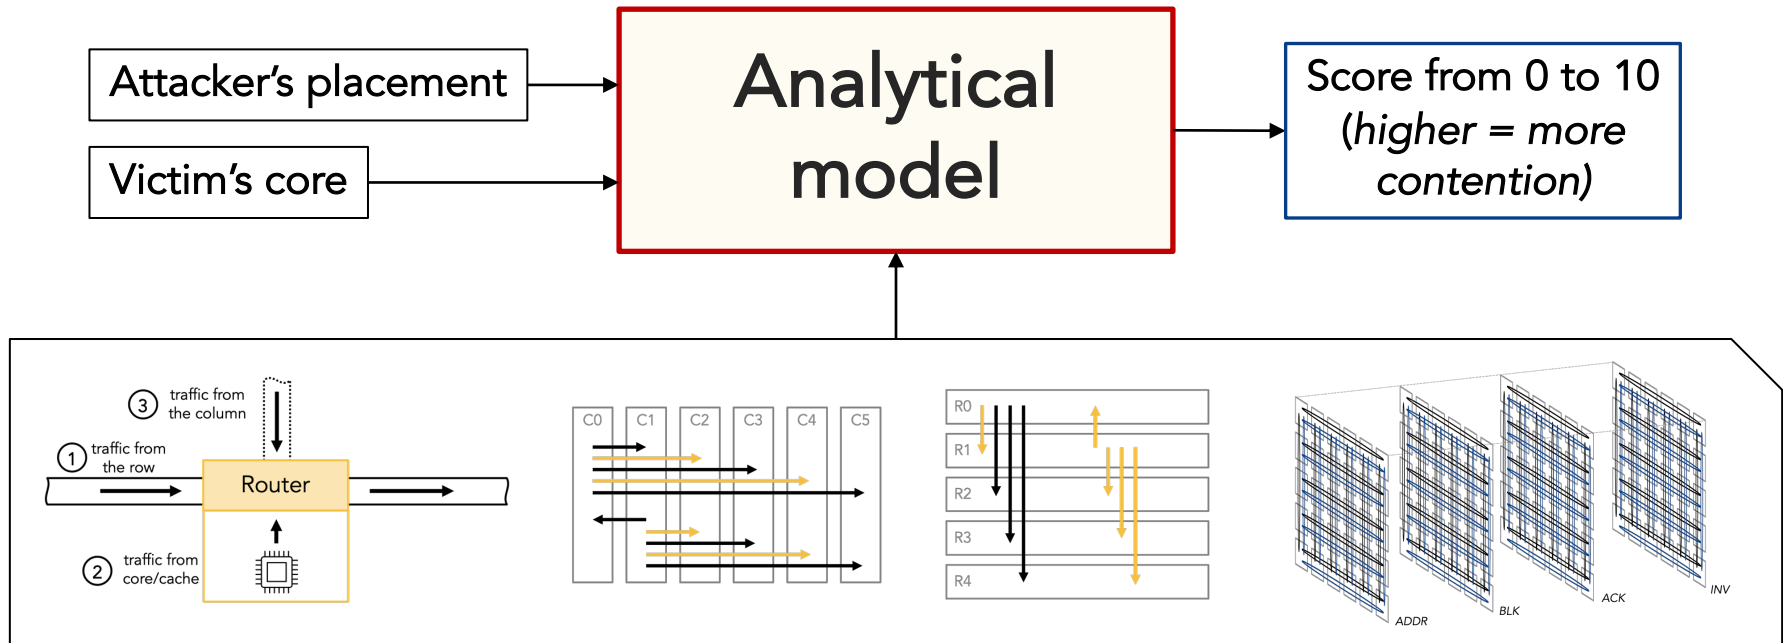 Attacker's placement
Victim's core
Analytical
model
Score from 0 to 10
(higher = more
contention)
3
traffic from
the column
1
traffic from
the row
Router
2
traffic from
core/cache
C0 C1 C2 C3 C4 C5
R0
R1
R2
R3
R4
ADDR
BLK
ACK
INV